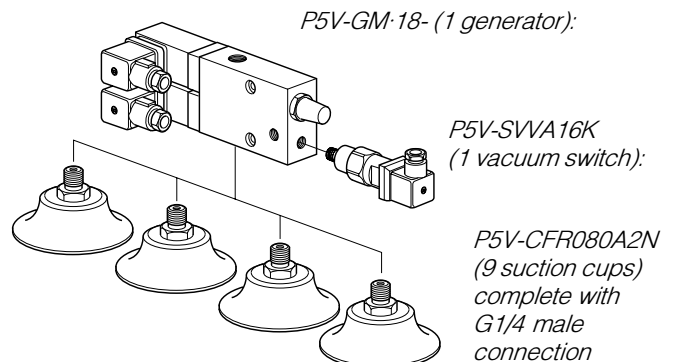 P5V-GM·18- (1 generator):
P5V-SVVA16K
(1 vacuum switch):
P5V-CFR080A2N
(9 suction cups)
complete with
G1/4 male
connection